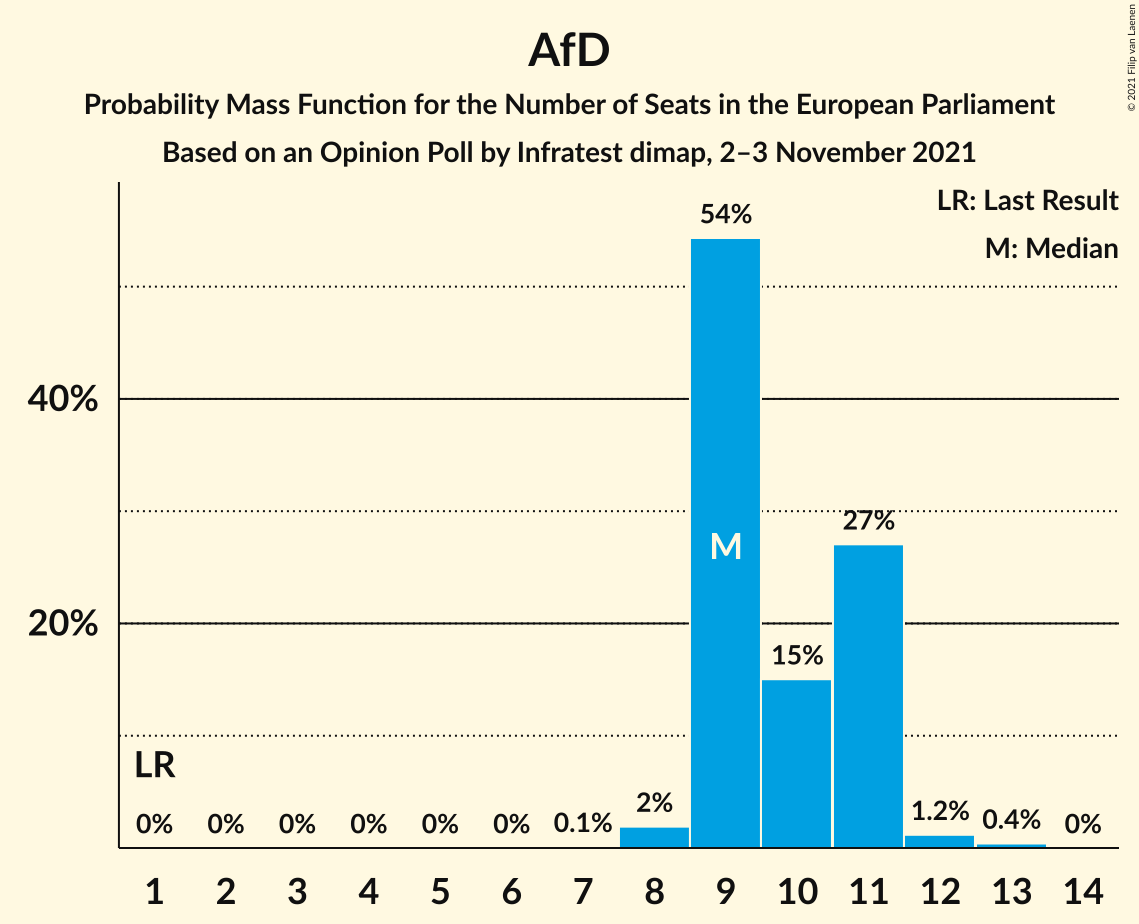 AfD
Probability Mass Function for the Number of Seats in the European Parliament
Based on an Opinion Poll by Infratest dimap, 2–3 November 2021
© 2021 Filip van Laenen
LR: Last Result
M: Median
54%
40%
27%
M
20%
15%
LR
0% 0% 0% 0% 0% 0% 0.1% 2% 1.2% 0.4% 0%
1 2 3 4 5 6 7 8 9 10 11 12 13 14